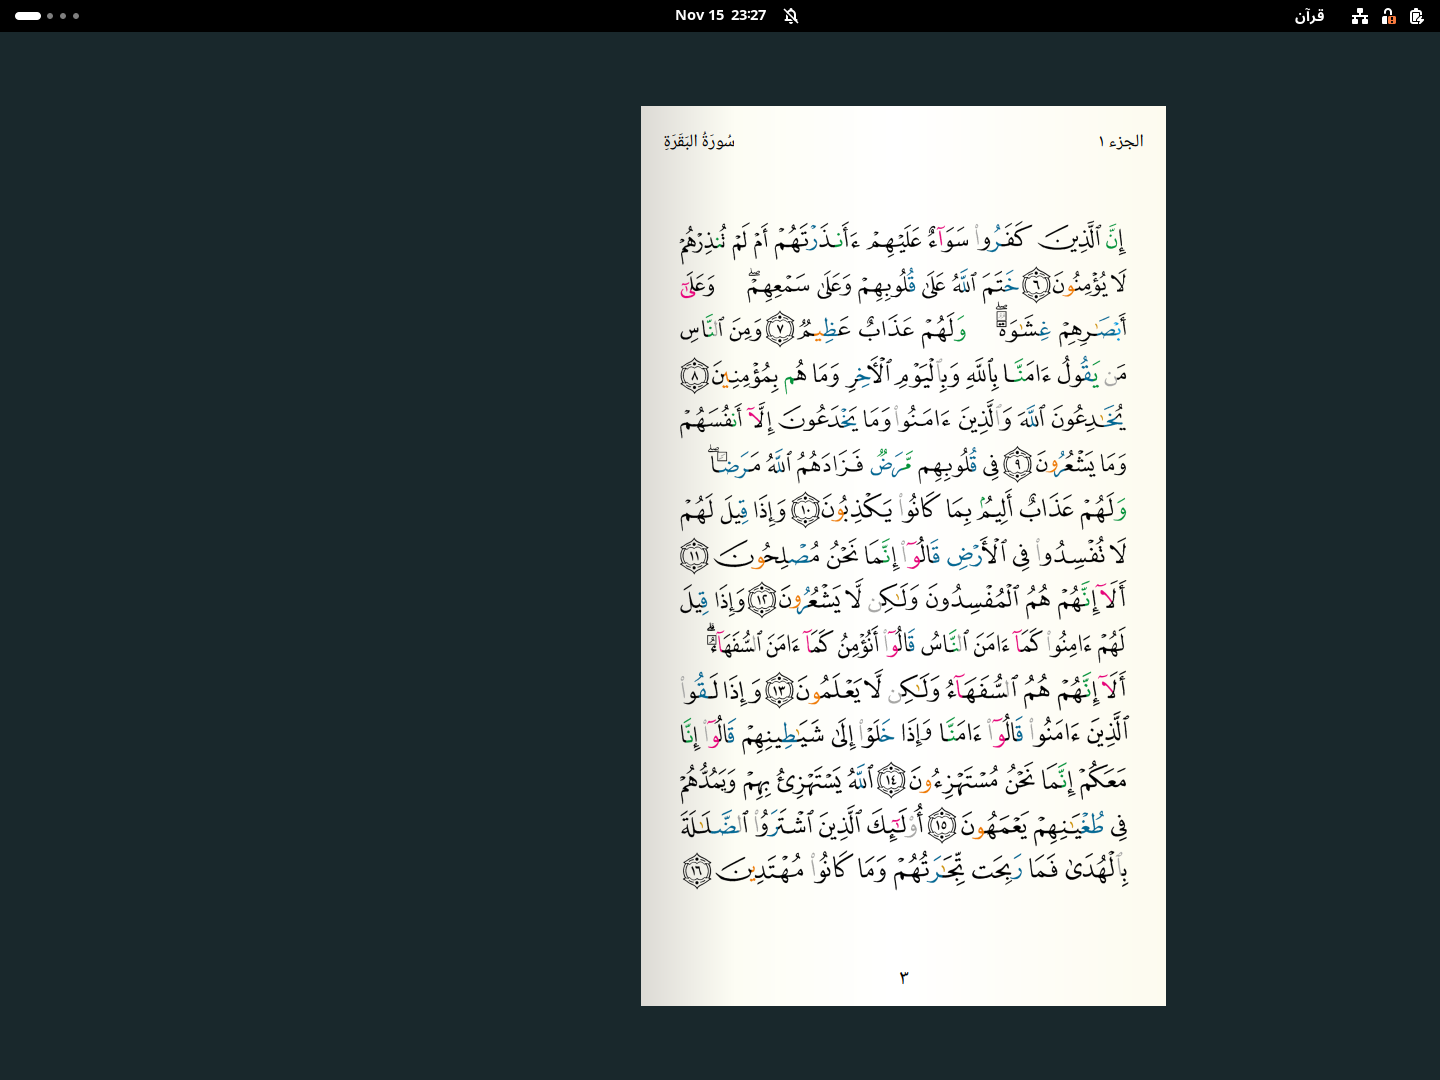 Nov 15 23:27
قرآن
الجزء ١
سُورَةُ البَقَرَةِ
إِنَّ ٱلَّذِينَ كَفَرُوا۟ سَوَآءٌ عَلَيْهِمْ ءَأَنذَرْتَهُمْ أَمْ لَمْ تُنذِرْهُمْ
لَا يُؤْمِنُونَ ٦ خَتَمَ ٱللَّهُ عَلَىٰ قُلُوبِهِمْ وَعَلَىٰ سَمْعِهِمْ ۖ وَعَلَىٰٓ
أَبْصَـٰرِهِمْ غِشَـٰوَةٌ ۖ وَلَهُمْ عَذَابٌ عَظِيمٌ ٧ وَمِنَ ٱلنَّاسِ
مَن يَقُولُ ءَامَنَّا بِٱللَّهِ وَبِٱلْيَوْمِ ٱلْأَخِرِ وَمَا هُم بِمُؤْمِنِينَ ٨
يُخَـٰدِعُونَ ٱللَّهَ وَٱلَّذِينَ ءَامَنُوا۟ وَمَا يَخْدَعُونَ إِلَّآ أَنفُسَهُمْ
وَمَا يَشْعُرُونَ ٩ فِى قُلُوبِهِم مَّرَضٌ فَزَادَهُمُ ٱللَّهُ مَرَضًا ۖ
وَلَهُمْ عَذَابٌ أَلِيمٌۢ بِمَا كَانُوا۟ يَكْذِبُونَ ١٠ وَإِذَا قِيلَ لَهُمْ
لَا تُفْسِدُوا۟ فِى ٱلْأَرْضِ قَالُوٓا۟ إِنَّمَا نَحْنُ مُصْلِحُونَ ١١
أَلَآ إِنَّهُمْ هُمُ ٱلْمُفْسِدُونَ وَلَـٰكِن لَّا يَشْعُرُونَ ١٢ وَإِذَا قِيلَ
لَهُمْ ءَامِنُوا۟ كَمَآ ءَامَنَ ٱلنَّاسُ قَالُوٓا۟ أَنُؤْمِنُ كَمَآ ءَامَنَ ٱلسُّفَهَآءُ ۗ
أَلَآ إِنَّهُمْ هُمُ ٱلسُّفَهَآءُ وَلَـٰكِن لَّا يَعْلَمُونَ ١٣ وَإِذَا لَقُوا۟
ٱلَّذِينَ ءَامَنُوا۟ قَالُوٓا۟ ءَامَنَّا وَإِذَا خَلَوْا۟ إِلَىٰ شَيَـٰطِينِهِمْ قَالُوٓا۟ إِنَّا
مَعَكُمْ إِنَّمَا نَحْنُ مُسْتَهْزِءُونَ ١٤ ٱللَّهُ يَسْتَهْزِئُ بِهِمْ وَيَمُدُّهُمْ
فِى طُغْيَـٰنِهِمْ يَعْمَهُونَ ١٥ أُو۟لَـٰٓئِكَ ٱلَّذِينَ ٱشْتَرَوُا۟ ٱلضَّلَـٰلَةَ
بِٱلْهُدَىٰ فَمَا رَبِحَت تِّجَـٰرَتُهُمْ وَمَا كَانُوا۟ مُهْتَدِينَ ١٦
٣